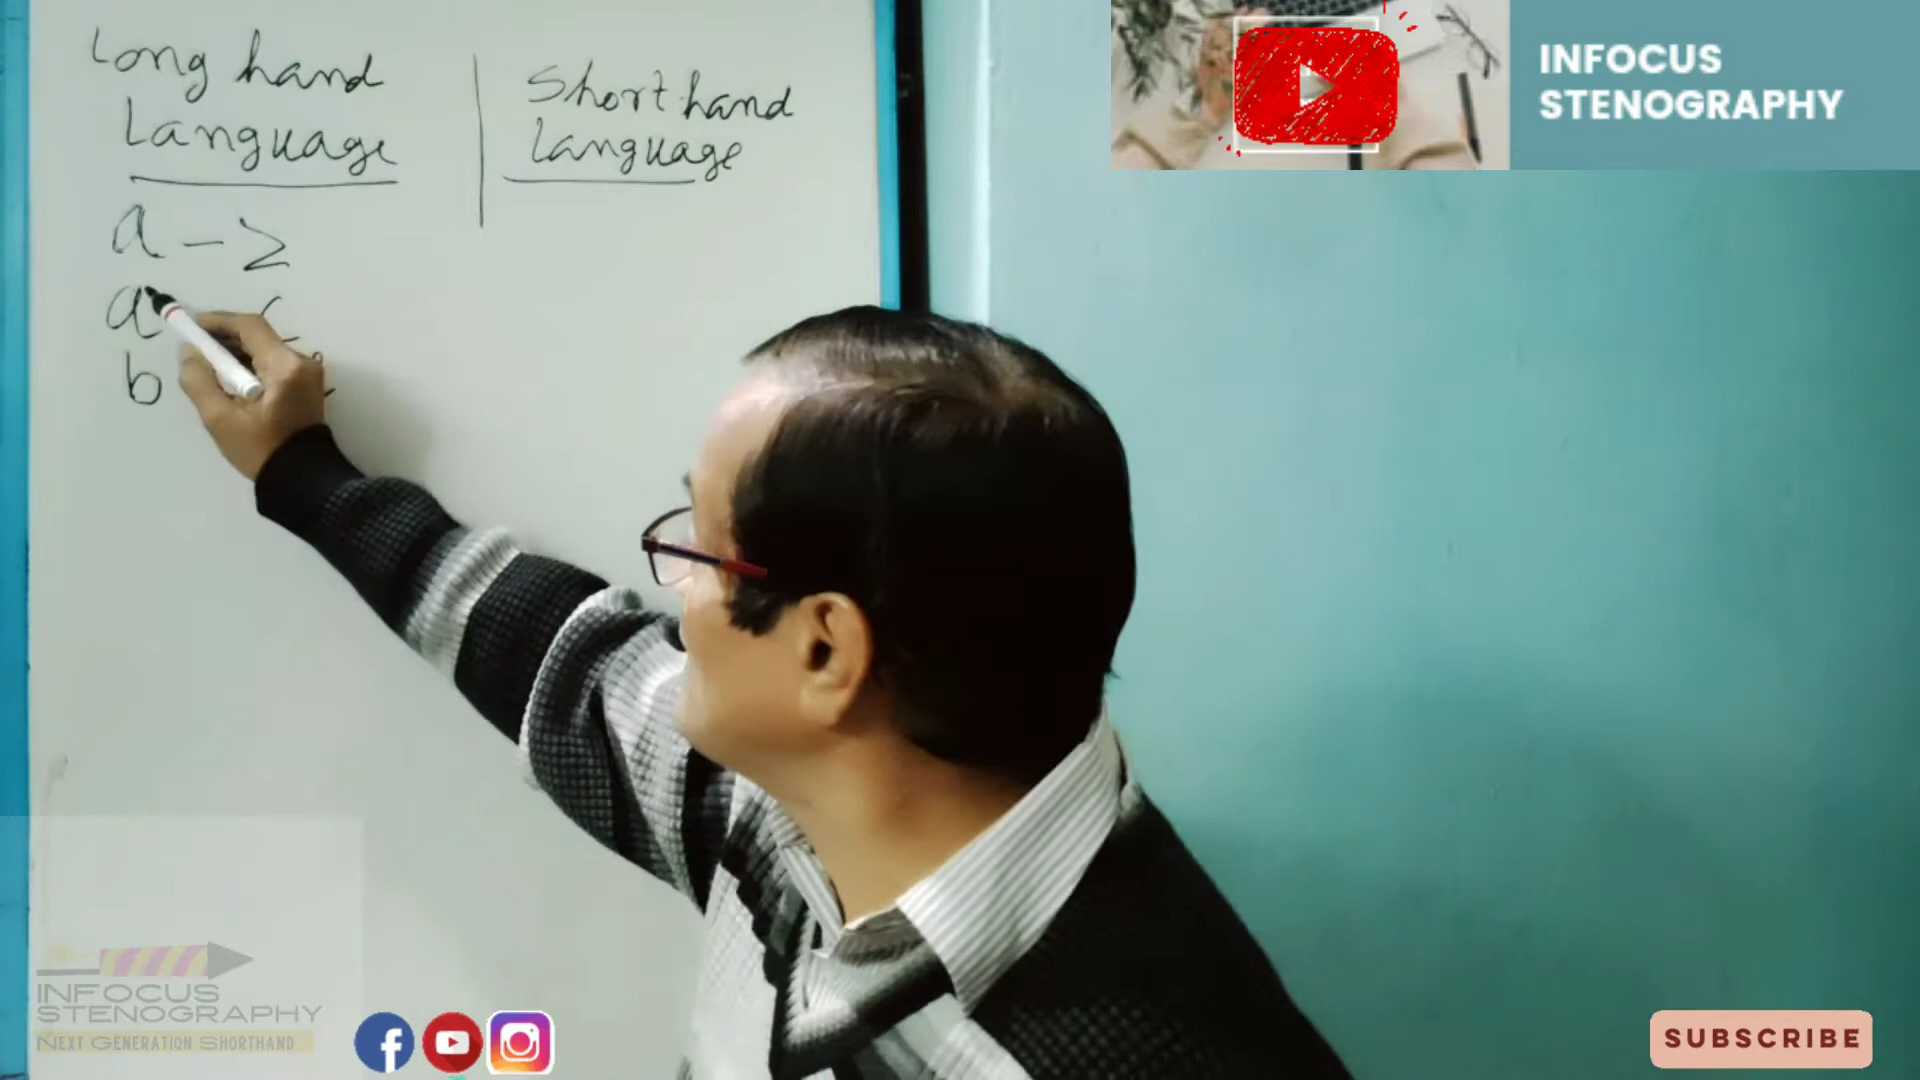 Long hand
Language
Short hand
Language
a - z
a
b
INFOCUS
STENOGRAPHY
INFOCUS
STENOGRAPHY
NEXT GENERATION SHORTHAND
SUBSCRIBE